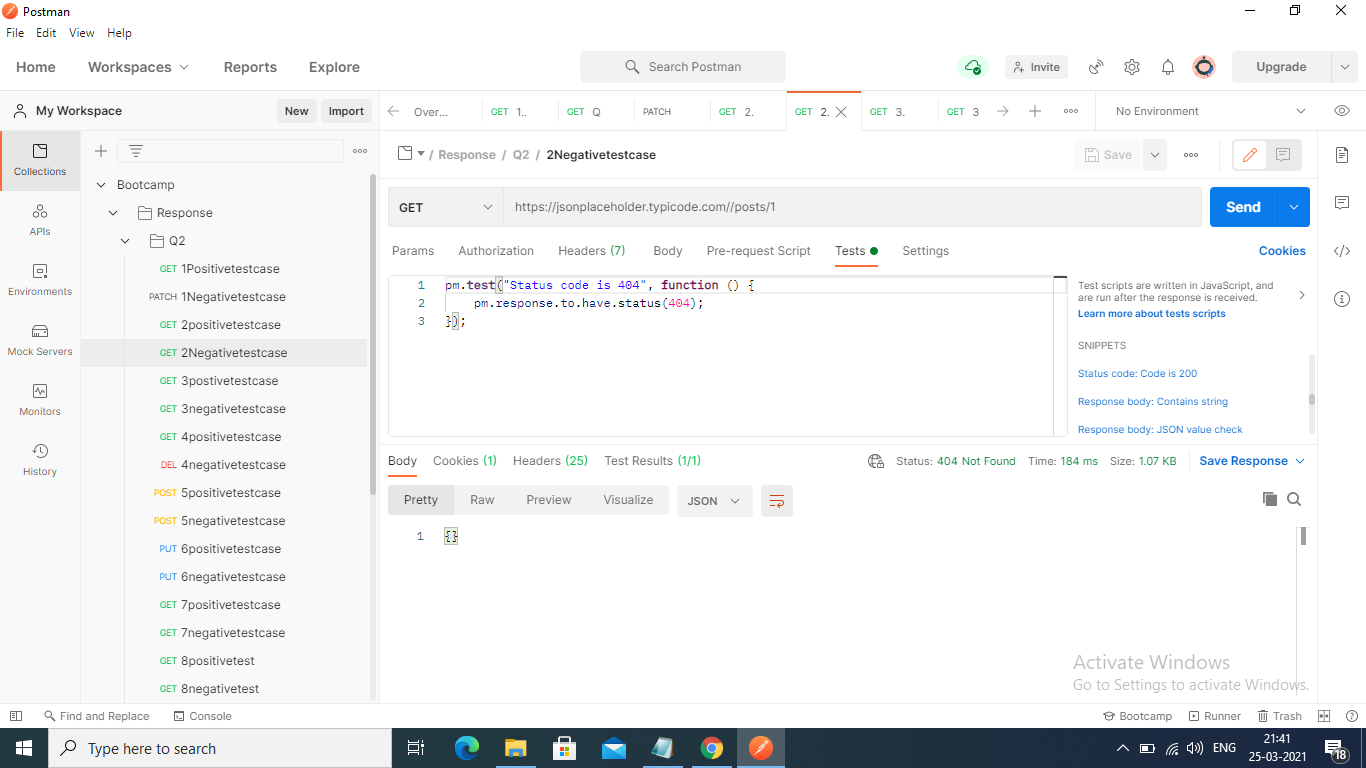 Postman
File Edit View Help
Home Workspaces Reports Explore Search Postman Invite Upgrade
My Workspace New Import
Over... GET 1.. GET Q PATCH GET 2. GET 2. GET 3. GET 3 No Environment
Collections
APIs
Environments
Mock Servers
Monitors
History
Bootcamp
Response
Q2
GET 1Positivetestcase
PATCH 1Negativetestcase
GET 2positivetestcase
GET 2Negativetestcase
GET 3postivetestcase
GET 3negativetestcase
GET 4positivetestcase
DEL 4negativetestcase
POST 5positivetestcase
POST 5negativetestcase
PUT 6positivetestcase
PUT 6negativetestcase
GET 7positivetestcase
GET 7negativetestcase
GET 8positivetest
GET 8negativetest
/ Response / Q2 / 2Negativetestcase Save
GET https://jsonplaceholder.typicode.com//posts/1 Send
Params Authorization Headers (7) Body Pre-request Script Tests Settings Cookies
1 pm.test("Status code is 404", function () {
2 pm.response.to.have.status(404);
3 });
Test scripts are written in JavaScript, and
are run after the response is received.
Learn more about tests scripts
SNIPPETS
Status code: Code is 200
Response body: Contains string
Response body: JSON value check
Body Cookies (1) Headers (25) Test Results (1/1) Status: 404 Not Found Time: 184 ms Size: 1.07 KB Save Response
Pretty Raw Preview Visualize JSON
1 {}
Activate Windows
Go to Settings to activate Windows.
Find and Replace Console Bootcamp Runner Trash
Type here to search
ENG
21:41
25-03-2021
18